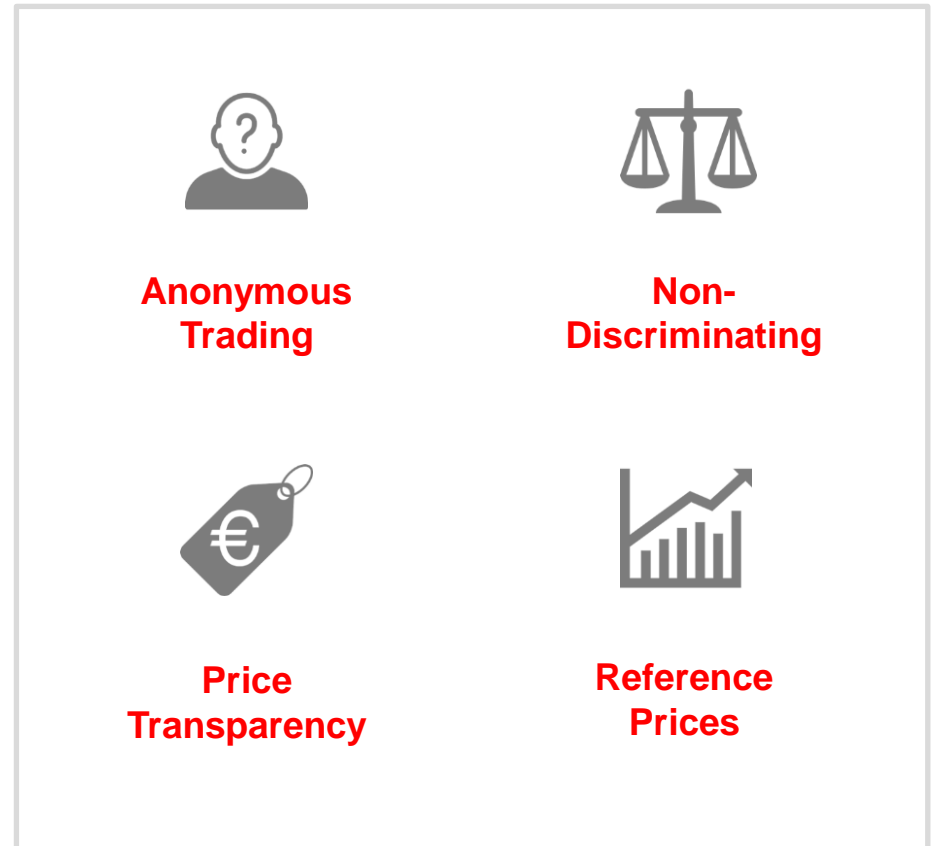 ?
Anonymous
Trading
Non-
Discriminating
€
Price
Transparency
Reference
Prices